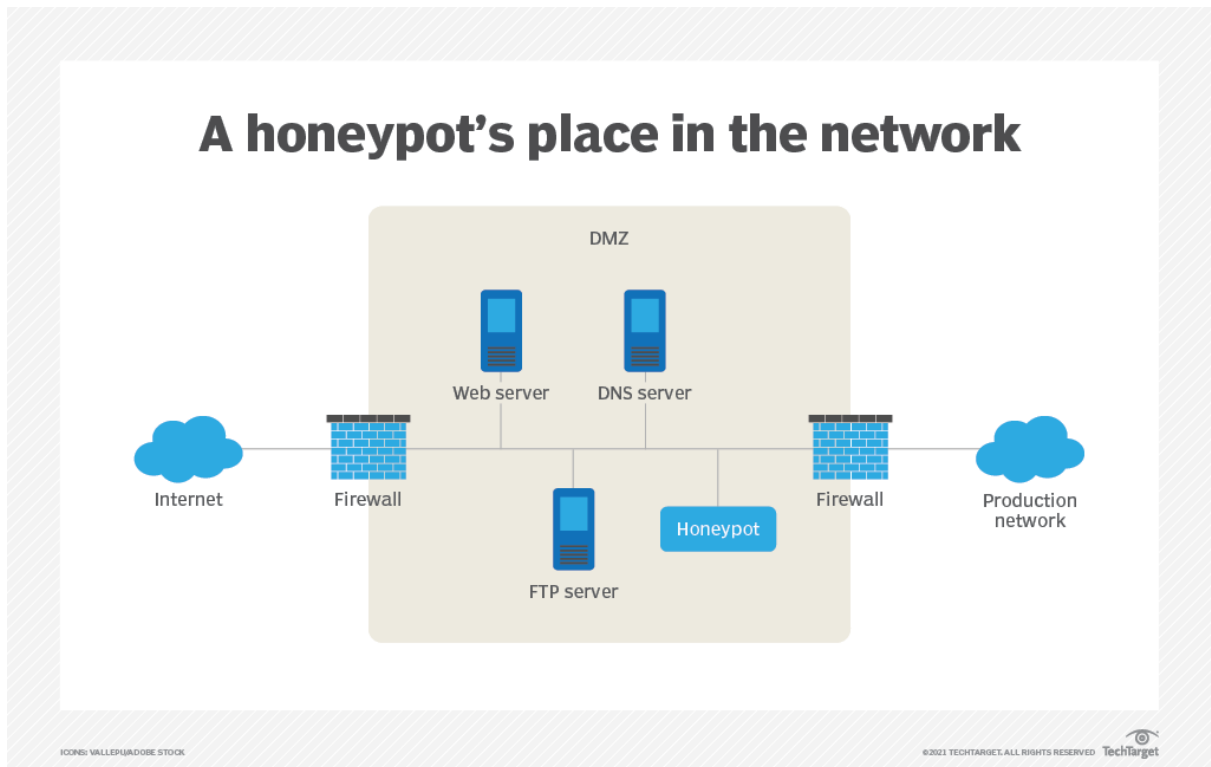 A honeypot's place in the network
DMZ
Web server
DNS server
Internet
Firewall
Firewall
Production
network
Honeypot
FTP server
ICONS: VALLEPU/ADOBE STOCK
©2021 TECHTARGET. ALL RIGHTS RESERVED
TechTarget